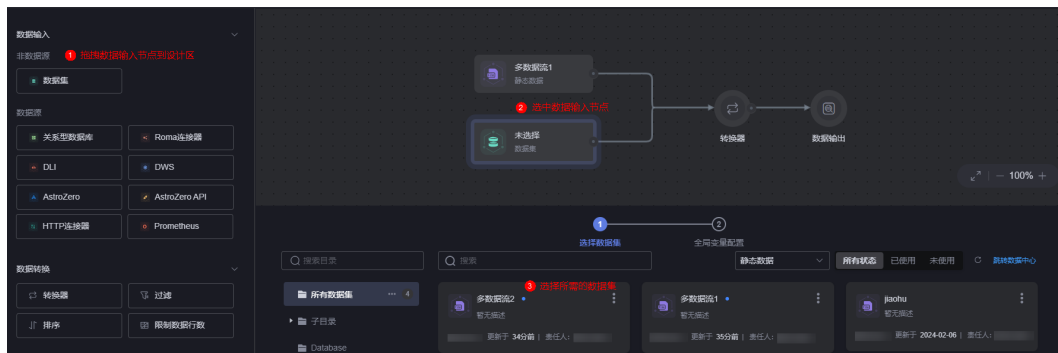 数据输入
非数据源
1 拖拽数据输入节点到设计区
数据集
数据源
关系型数据库
Roma连接器
DLI
DWS
AstroZero
AstroZero API
HTTP连接器
Prometheus
数据转换
转换器
过滤
排序
限制数据行数
多数据流1
静态数据
2 选中数据输入节点
未选择
数据集
转换器
数据输出
100%
1
2
选择数据集
全局变量配置
搜索目录
搜索
静态数据
所有状态 已使用 未使用
跳转数据中心
所有数据集 4
子目录
Database
3 选择所需的数据集
多数据流2
暂无描述
更新于 34分前 | 责任人:
多数据流1
暂无描述
更新于 35分前 | 责任人:
jiaohu
暂无描述
更新于 2024-02-06 | 责任人: